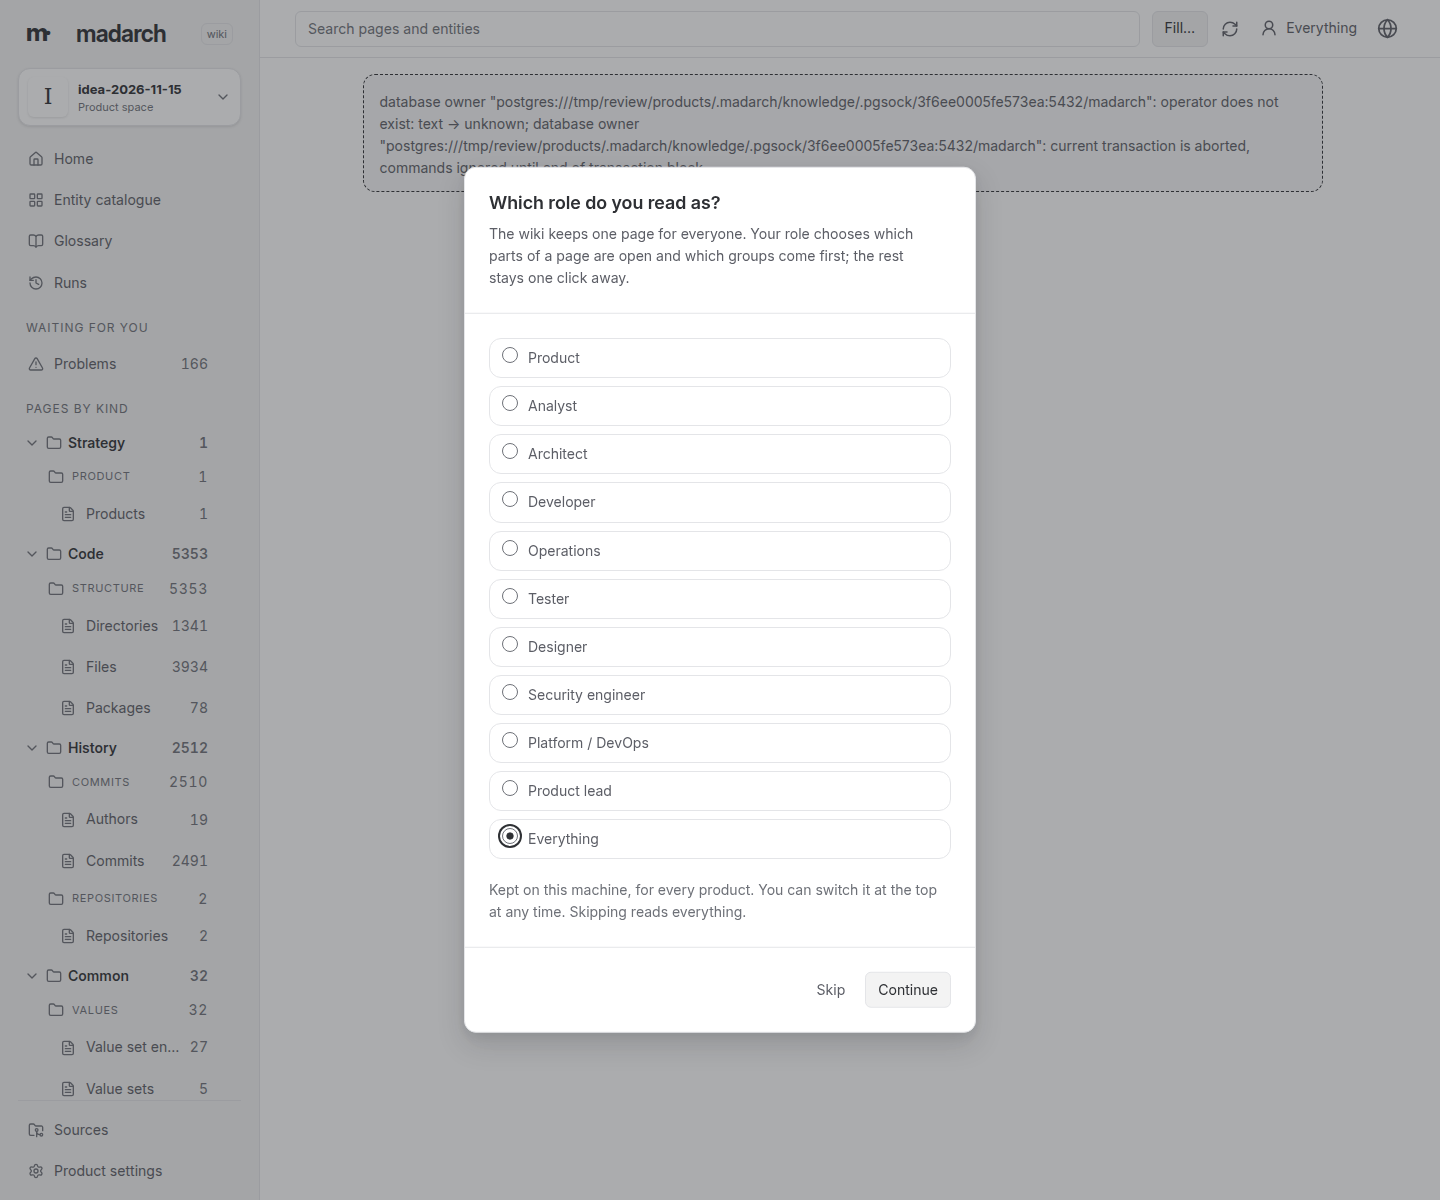 m·
madarch
wiki
Search pages and entities
Fill...
Everything
I
idea-2026-11-15
Product space
Home
Entity catalogue
Glossary
Runs
WAITING FOR YOU
Problems 166
PAGES BY KIND
Strategy 1
PRODUCT 1
Products 1
Code 5353
STRUCTURE 5353
Directories 1341
Files 3934
Packages 78
History 2512
COMMITS 2510
Authors 19
Commits 2491
REPOSITORIES 2
Repositories 2
Common 32
VALUES 32
Value set en... 27
Value sets 5
Sources
Product settings
database owner "postgres:///tmp/review/products/.madarch/knowledge/.pgsock/3f6ee0005fe573ea:5432/madarch": operator does not
exist: text -> unknown; database owner
"postgres:///tmp/review/products/.madarch/knowledge/.pgsock/3f6ee0005fe573ea:5432/madarch": current transaction is aborted,
commands ignored until end of transaction block
Which role do you read as?
The wiki keeps one page for everyone. Your role chooses which
parts of a page are open and which groups come first; the rest
stays one click away.
Product
Analyst
Architect
Developer
Operations
Tester
Designer
Security engineer
Platform / DevOps
Product lead
Everything
Kept on this machine, for every product. You can switch it at the top
at any time. Skipping reads everything.
Skip
Continue